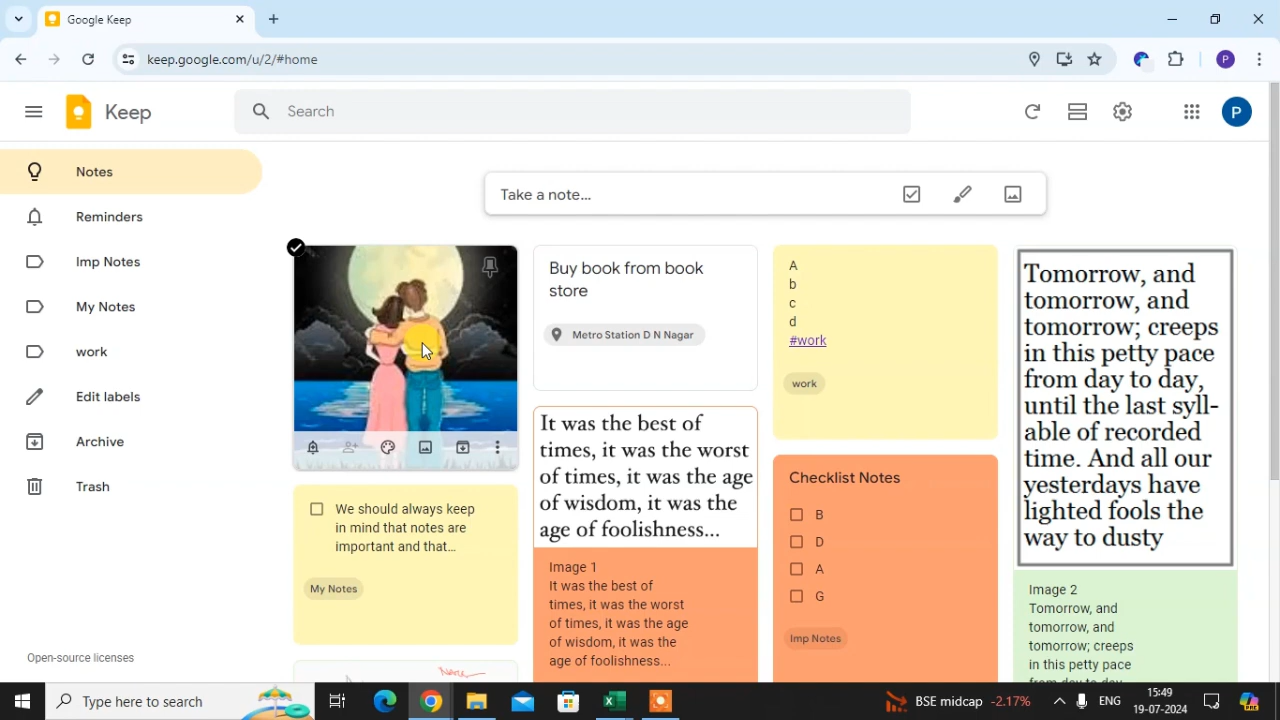 Google Keep
keep.google.com/u/2/#home
P
Keep
Search
P
Notes
Reminders
Imp Notes
My Notes
work
Edit labels
Archive
Trash
Open-source licenses
Take a note...
We should always keep
in mind that notes are
important and that...
My Notes
Buy book from book
store
Metro Station D N Nagar
It was the best of
times, it was the worst
of times, it was the age
of wisdom, it was the
age of foolishness...
Image 1
It was the best of
times, it was the worst
of times, it was the age
of wisdom, it was the
age of foolishness...
A
b
c
d
#work
work
Checklist Notes
B
D
A
G
Imp Notes
Tomorrow, and
tomorrow, and
tomorrow; creeps
in this petty pace
from day to day,
until the last syll-
able of recorded
time. And all our
yesterdays have
lighted fools the
way to dusty
Image 2
Tomorrow, and
tomorrow, and
tomorrow; creeps
in this petty pace
from day to day,
Type here to search
BSE midcap -2.17%
ENG
15:49
19-07-2024